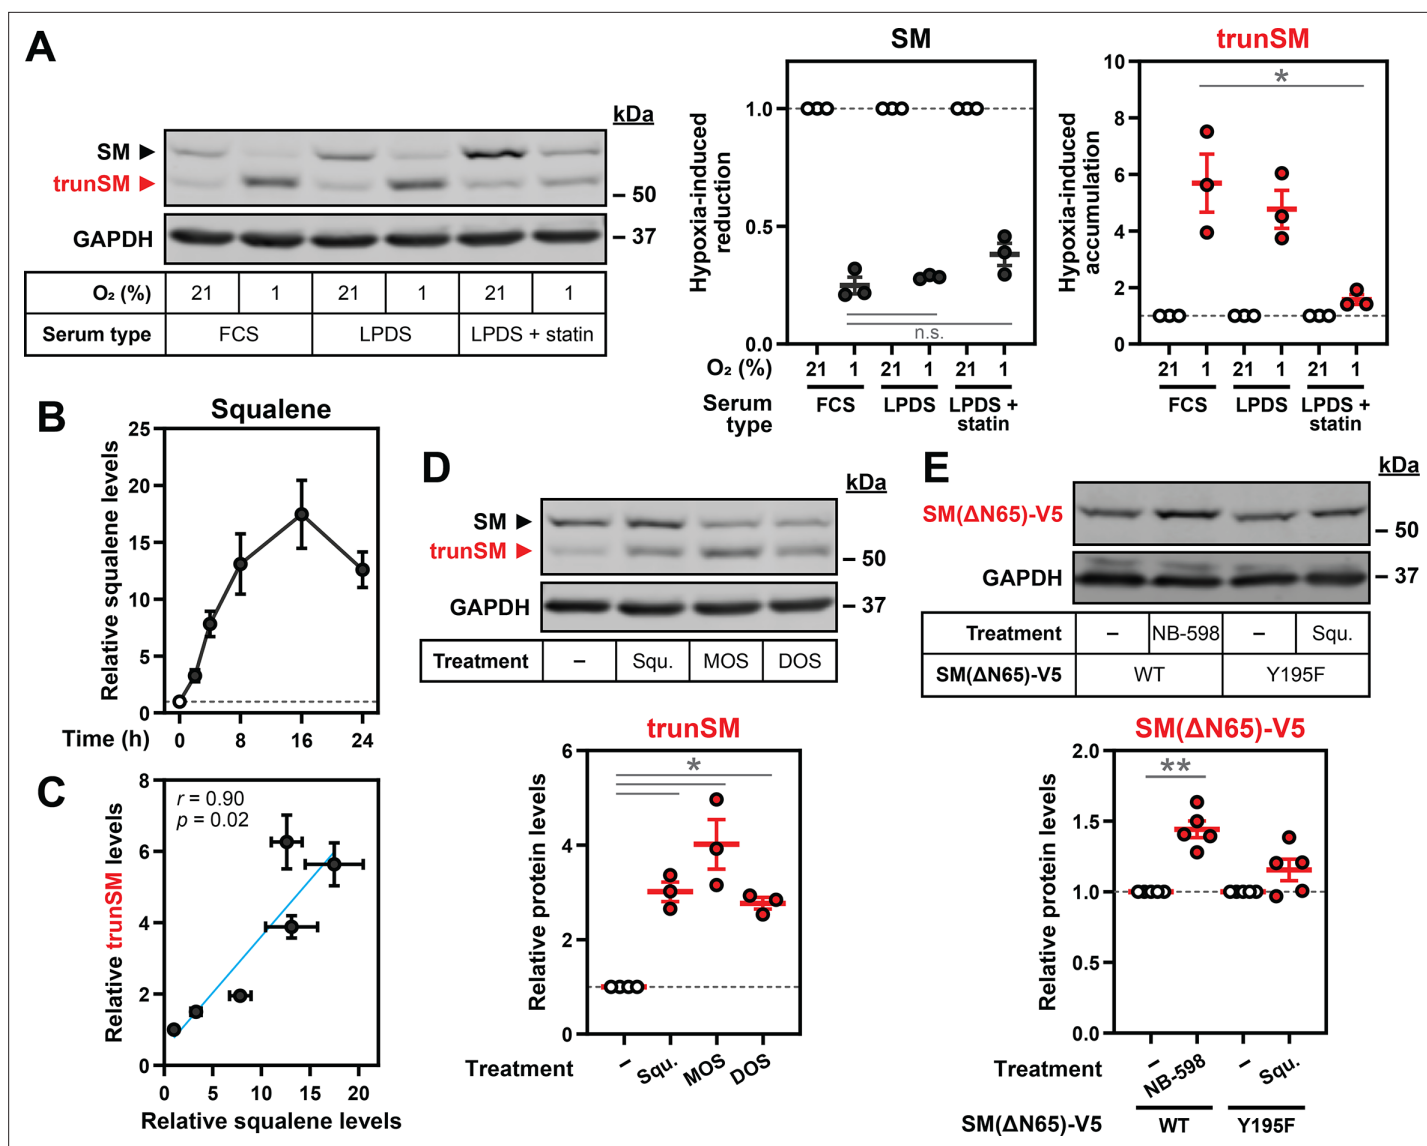 A
kDa
SM
trunSM
– 50
GAPDH
– 37
O₂ (%) 21 1 21 1 21 1
Serum type FCS LPDS LPDS + statin
SM
Hypoxia-induced
reduction
1.0
0.5
0.0
n.s.
O₂ (%) 21 1 21 1 21 1
Serum
type
FCS LPDS LPDS +
statin
trunSM
Hypoxia-induced
accumulation
10
8
6
4
2
0
*
21 1 21 1 21 1
FCS LPDS LPDS +
statin
B
Squalene
Relative squalene levels
25
20
15
10
5
0
Time (h) 0 8 16 24
C
Relative trunSM levels
8
6
4
2
0
r = 0.90
p = 0.02
0 5 10 15 20
Relative squalene levels
D
kDa
SM
trunSM
– 50
GAPDH
– 37
Treatment – Squ. MOS DOS
trunSM
Relative protein levels
6
4
2
0
*
Treatment – Squ. MOS DOS
E
kDa
SM(ΔN65)-V5
– 50
GAPDH
– 37
Treatment – NB-598 – Squ.
SM(ΔN65)-V5 WT Y195F
SM(ΔN65)-V5
Relative protein levels
2.0
1.5
1.0
0.5
0.0
**
Treatment – NB-598 – Squ.
SM(ΔN65)-V5 WT Y195F